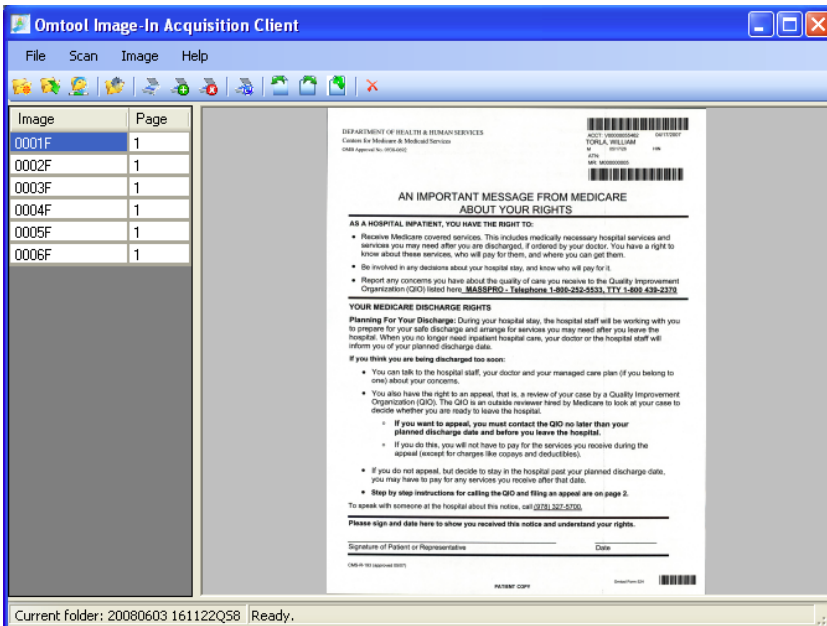 Omtool Image-In Acquisition Client
File Scan Image Help
Image Page
0001F 1
0002F 1
0003F 1
0004F 1
0005F 1
0006F 1
DEPARTMENT OF HEALTH & HUMAN SERVICES
Centers for Medicare & Medicaid Services
OMB Approval No. 0938-0692
04/17/2007
TORLA, WILLIAM
M
ATN:
AN IMPORTANT MESSAGE FROM MEDICARE
ABOUT YOUR RIGHTS
AS A HOSPITAL INPATIENT, YOU HAVE THE RIGHT TO:
• Receive Medicare covered services. This includes medically necessary hospital services and
services you may need after you are discharged, if ordered by your doctor. You have a right to
know about these services, who will pay for them, and where you can get them.
• Be involved in any decisions about your hospital stay, and know who will pay for it.
• Report any concerns you have about the quality of care you receive to the Quality Improvement
Organization (QIO) listed here MASSPRO - Telephone 1-800-252-5533, TTY 1-800 439-2370
YOUR MEDICARE DISCHARGE RIGHTS
Planning For Your Discharge: During your hospital stay, the hospital staff will be working with you
to prepare for your safe discharge and arrange for services you may need after you leave the
hospital. When you no longer need inpatient hospital care, your doctor or the hospital staff will
inform you of your planned discharge date.
If you think you are being discharged too soon:
• You can talk to the hospital staff, your doctor and your managed care plan (if you belong to
one) about your concerns.
• You also have the right to an appeal, that is, a review of your case by a Quality Improvement
Organization (QIO). The QIO is an outside reviewer hired by Medicare to look at your case to
decide whether you are ready to leave the hospital.
◦ If you want to appeal, you must contact the QIO no later than your
planned discharge date and before you leave the hospital.
◦ If you do this, you will not have to pay for the services you receive during the
appeal (except for charges like copays and deductibles).
• If you do not appeal, but decide to stay in the hospital past your planned discharge date,
you may have to pay for any services you receive after that date.
• Step by step instructions for calling the QIO and filing an appeal are on page 2.
To speak with someone at the hospital about this notice, call (978) 327-5700.
Please sign and date here to show you received this notice and understand your rights.
Signature of Patient or Representative Date
PATIENT COPY
Current folder: 20080603 161122Q58 Ready.